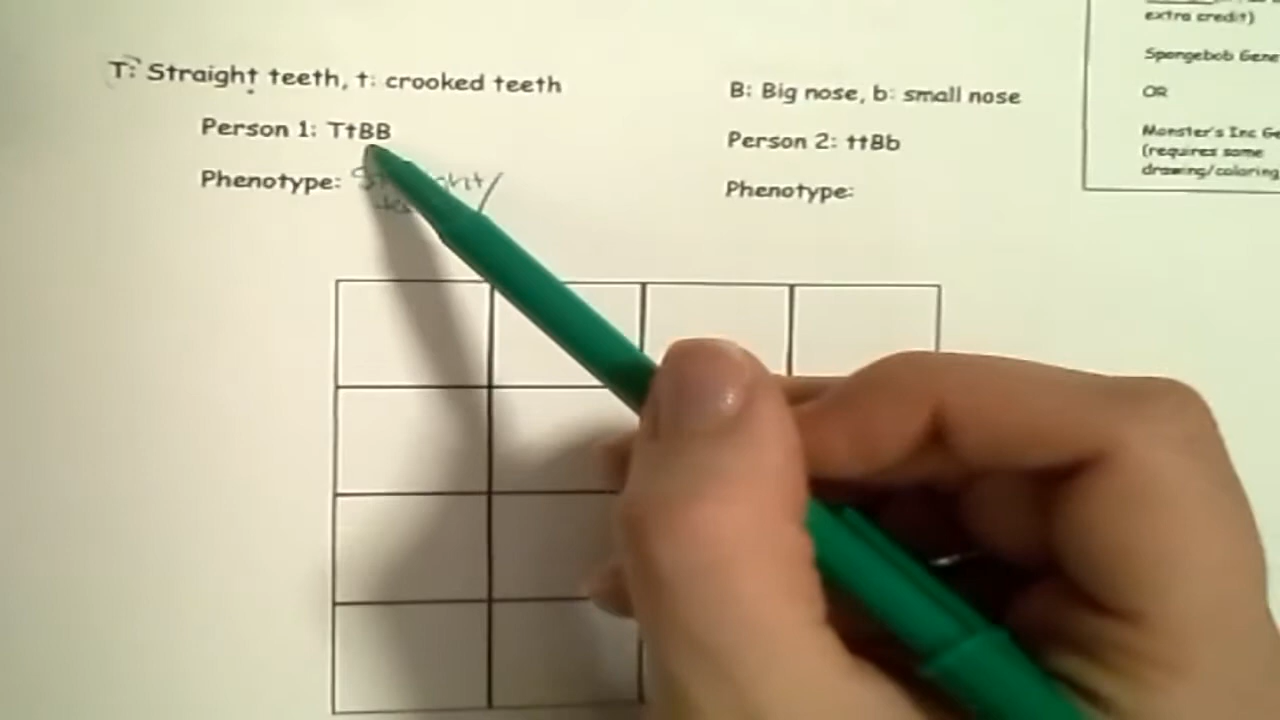 T: Straight teeth, t: crooked teeth
Person 1: TtBB
Phenotype:
B: Big nose, b: small nose
Person 2: ttBb
Phenotype:
extra credit)
Spongebob Gene
OR
Monster's Inc Ge
(requires some
drawing/coloring